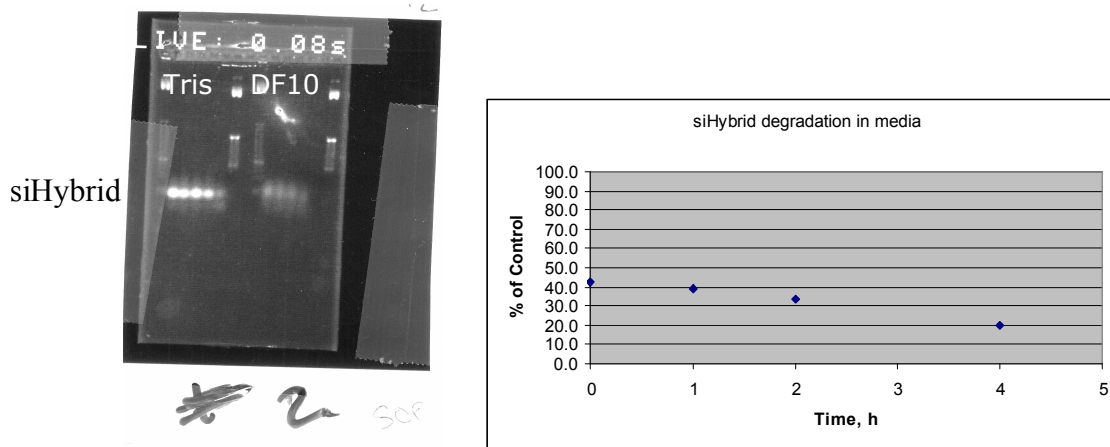 LIVE: 0.08s
Tris DF10
siHybrid
2
siHybrid degradation in media
% of Control
100.0
90.0
80.0
70.0
60.0
50.0
40.0
30.0
20.0
10.0
0.0
0 1 2 3 4 5
Time, h